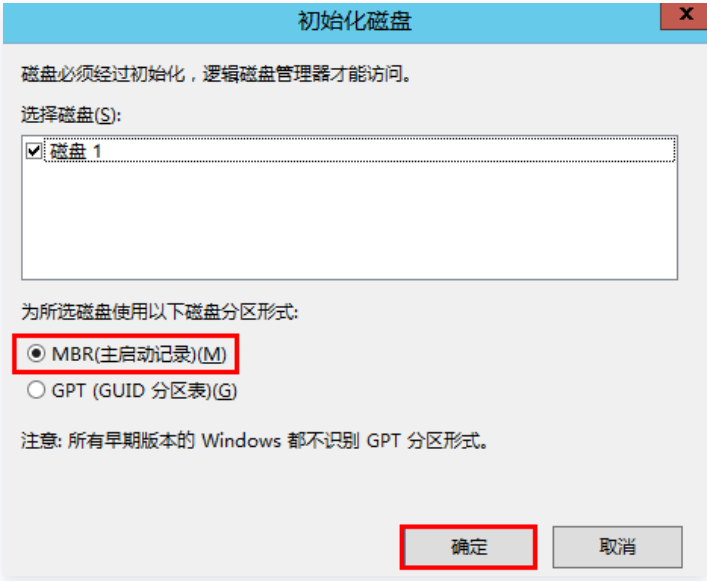 初始化磁盘
x
磁盘必须经过初始化，逻辑磁盘管理器才能访问。
选择磁盘(S):
磁盘 1
为所选磁盘使用以下磁盘分区形式:
MBR(主启动记录)(M)
GPT (GUID 分区表)(G)
注意: 所有早期版本的 Windows 都不识别 GPT 分区形式。
确定
取消